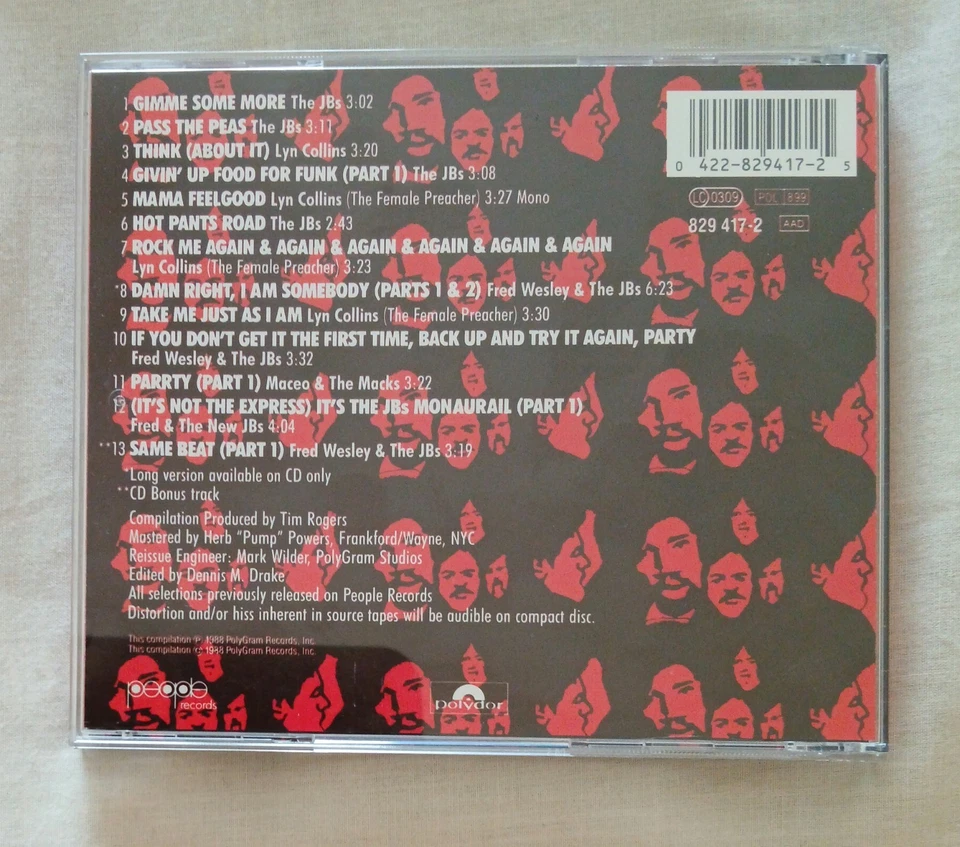 1 GIMME SOME MORE The JBs 3:02
2 PASS THE PEAS The JBs 3:11
3 THINK (ABOUT IT) Lyn Collins 3:20
4 GIVIN' UP FOOD FOR FUNK (PART 1) The JBs 3:08
5 MAMA FEELGOOD Lyn Collins (The Female Preacher) 3:27 Mono
6 HOT PANTS ROAD The JBs 2:43
7 ROCK ME AGAIN & AGAIN & AGAIN & AGAIN & AGAIN & AGAIN
Lyn Collins (The Female Preacher) 3:23
*8 DAMN RIGHT, I AM SOMEBODY (PARTS 1 & 2) Fred Wesley & The JBs 6:23
9 TAKE ME JUST AS I AM Lyn Collins (The Female Preacher) 3:30
10 IF YOU DON'T GET IT THE FIRST TIME, BACK UP AND TRY IT AGAIN, PARTY
Fred Wesley & The JBs 3:32
11 PARRTY (PART 1) Maceo & The Macks 3:22
12 (IT'S NOT THE EXPRESS) IT'S THE JBs MONAURAIL (PART 1)
Fred & The New JBs 4:04
**13 SAME BEAT (PART 1) Fred Wesley & The JBs 3:19
*Long version available on CD only
**CD Bonus track
Compilation Produced by Tim Rogers
Mastered by Herb "Pump" Powers, Frankford/Wayne, NYC
Reissue Engineer: Mark Wilder, PolyGram Studios
Edited by Dennis M. Drake
All selections previously released on People Records
Distortion and/or hiss inherent in source tapes will be audible on compact disc.
This compilation ℗ 1988 PolyGram Records, Inc.
This compilation © 1988 PolyGram Records, Inc.
people
records
polydor
0 422-829417-2 5
LC 0309 POL 899
829 417-2 AAD